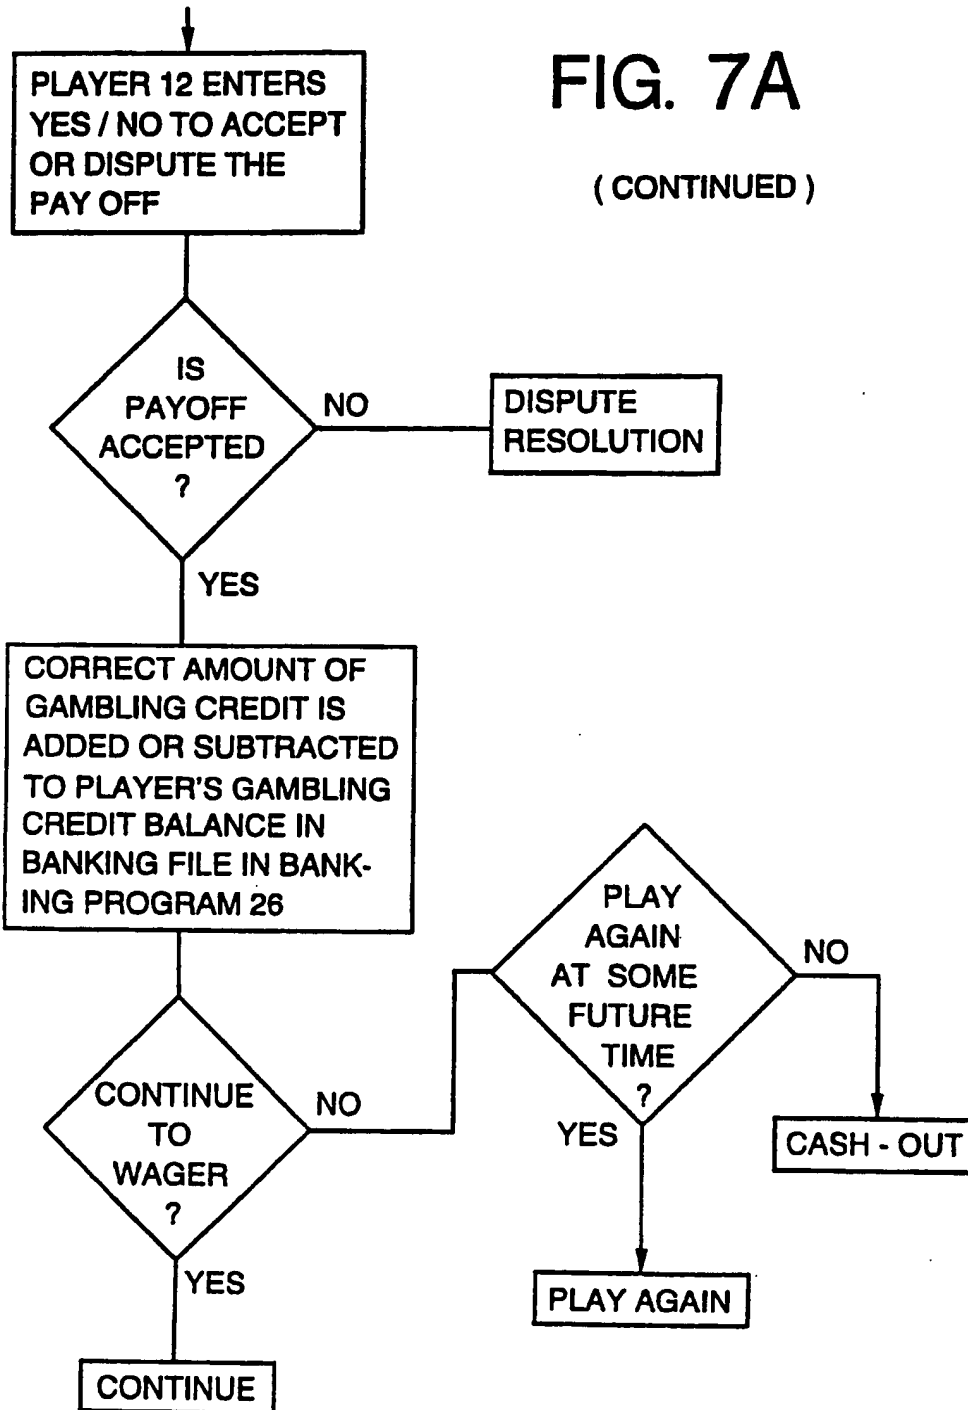 FIG. 7A
( CONTINUED )
PLAYER 12 ENTERS
YES / NO TO ACCEPT
OR DISPUTE THE
PAY OFF
IS
PAYOFF
ACCEPTED
?
NO
DISPUTE
RESOLUTION
YES
CORRECT AMOUNT OF
GAMBLING CREDIT IS
ADDED OR SUBTRACTED
TO PLAYER'S GAMBLING
CREDIT BALANCE IN
BANKING FILE IN BANK-
ING PROGRAM 26
CONTINUE
TO
WAGER
?
NO
PLAY
AGAIN
AT SOME
FUTURE
TIME
?
NO
CASH - OUT
YES
PLAY AGAIN
YES
CONTINUE